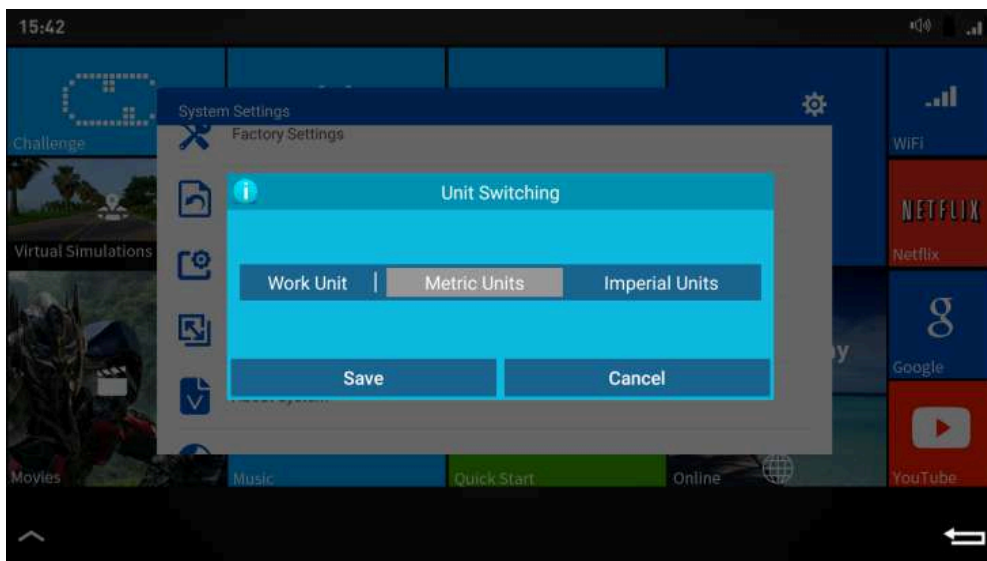 15:42
System Settings
Challenge
Factory Settings
WiFi
Unit Switching
NETFLIX
Virtual Simulations
Netflix
Work Unit | Metric Units Imperial Units
g
y
Google
Save Cancel
Movies
Music
Quick Start
Online
YouTube